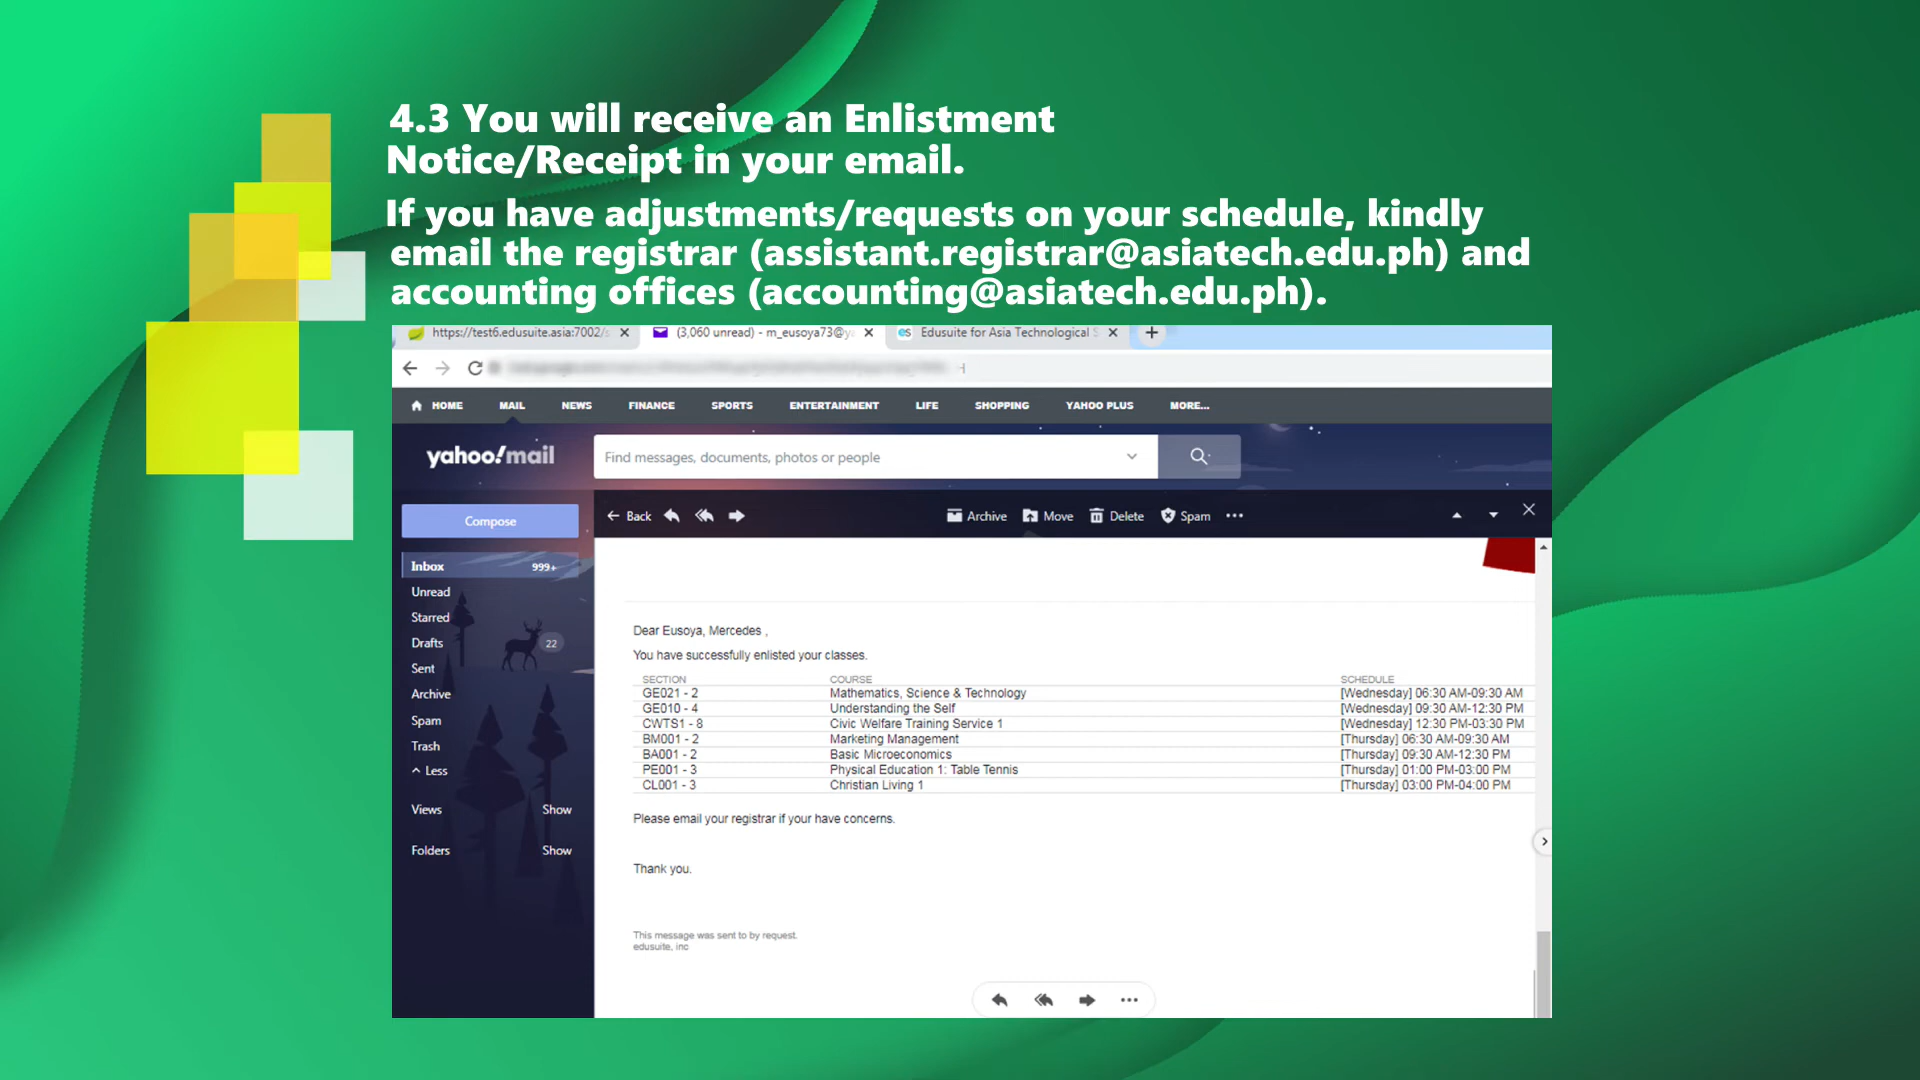 4.3 You will receive an Enlistment
Notice/Receipt in your email.
If you have adjustments/requests on your schedule, kindly
email the registrar (assistant.registrar@asiatech.edu.ph) and
accounting offices (accounting@asiatech.edu.ph).
https://test6.edusuite.asia:7002/ (3,060 unread) - m_eusoya73@y Edusuite for Asia Technological S
HOME MAIL NEWS FINANCE SPORTS ENTERTAINMENT LIFE SHOPPING YAHOO PLUS MORE...
yahoo!mail Find messages, documents, photos or people
Compose Back Archive Move Delete Spam
Inbox 999+
Unread
Starred
Drafts 22
Sent
Archive
Spam
Trash
Less
Views Show
Folders Show
Dear Eusoya, Mercedes ,
You have successfully enlisted your classes.
SECTION COURSE SCHEDULE
GE021 - 2 Mathematics, Science & Technology [Wednesday] 06:30 AM-09:30 AM
GE010 - 4 Understanding the Self [Wednesday] 09:30 AM-12:30 PM
CWTS1 - 8 Civic Welfare Training Service 1 [Wednesday] 12:30 PM-03:30 PM
BM001 - 2 Marketing Management [Thursday] 06:30 AM-09:30 AM
BA001 - 2 Basic Microeconomics [Thursday] 09:30 AM-12:30 PM
PE001 - 3 Physical Education 1: Table Tennis [Thursday] 01:00 PM-03:00 PM
CL001 - 3 Christian Living 1 [Thursday] 03:00 PM-04:00 PM
Please email your registrar if your have concerns.
Thank you.
This message was sent to by request.
edusuite, inc